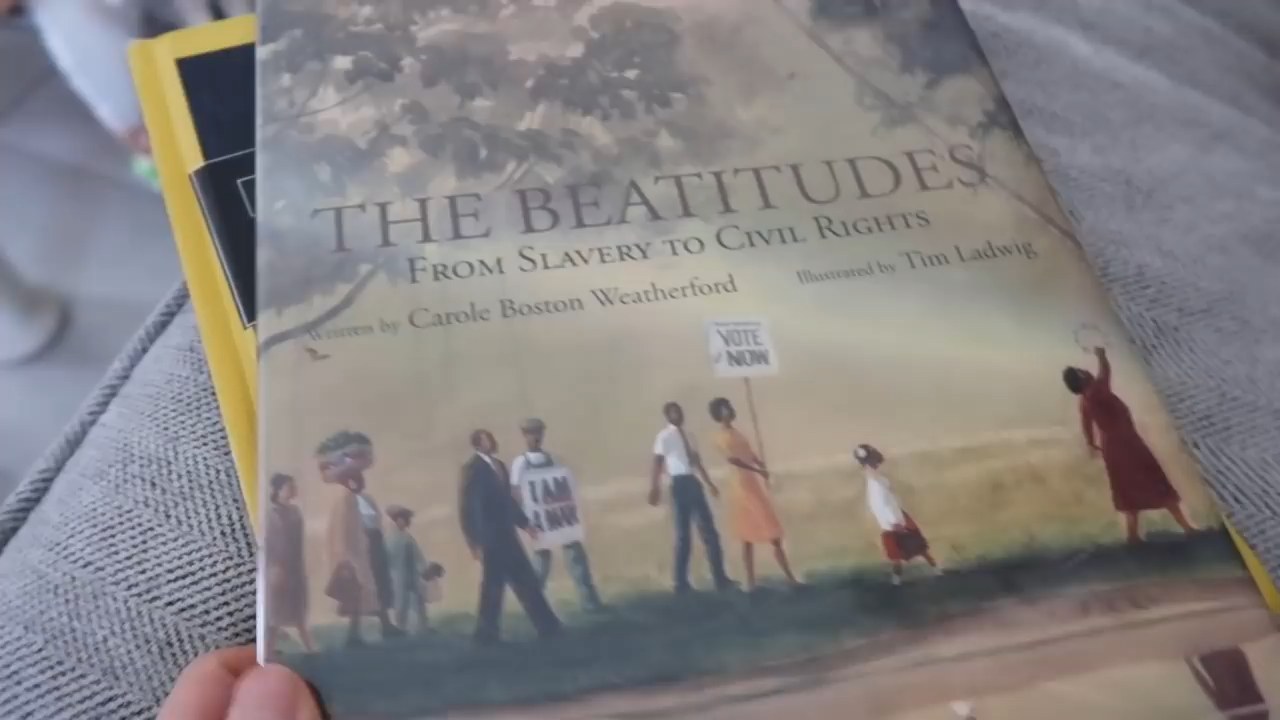 THE BEATITUDES
FROM SLAVERY TO CIVIL RIGHTS
Written by Carole Boston Weatherford
Illustrated by Tim Ladwig
VOTE
NOW
I AM
A MAN